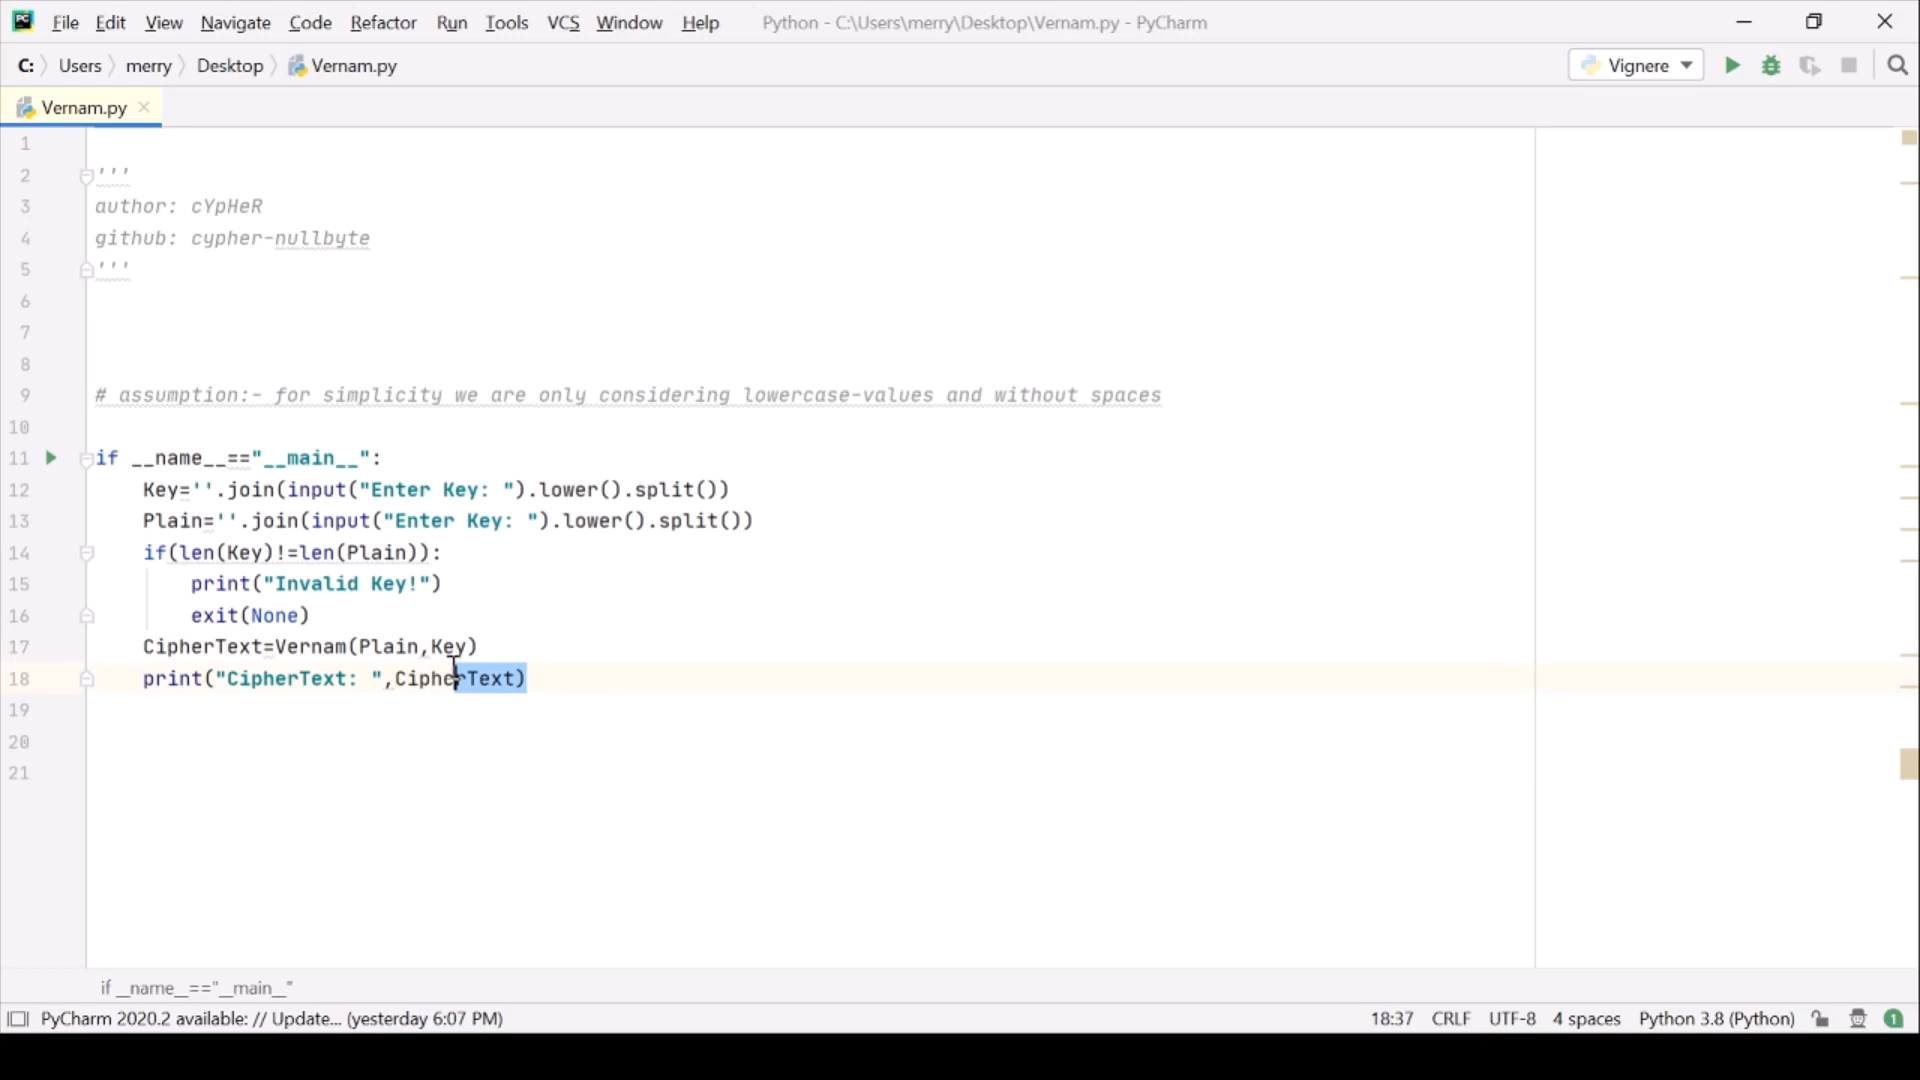 File Edit View Navigate Code Refactor Run Tools VCS Window Help Python - C:\Users\merry\Desktop\Vernam.py - PyCharm
C: Users merry Desktop Vernam.py Vignere
Vernam.py
1
2 '''
3 author: cYpHeR
4 github: cypher-nullbyte
5 '''
6
7
8
9 # assumption:- for simplicity we are only considering lowercase-values and without spaces
10
11 if __name__=="__main__":
12 Key=''.join(input("Enter Key: ").lower().split())
13 Plain=''.join(input("Enter Key: ").lower().split())
14 if(len(Key)!=len(Plain)):
15 print("Invalid Key!")
16 exit(None)
17 CipherText=Vernam(Plain,Key)
18 print("CipherText: ",CipherText)
19
20
21
if __name__=="__main__"
PyCharm 2020.2 available: // Update... (yesterday 6:07 PM) 18:37 CRLF UTF-8 4 spaces Python 3.8 (Python) 1